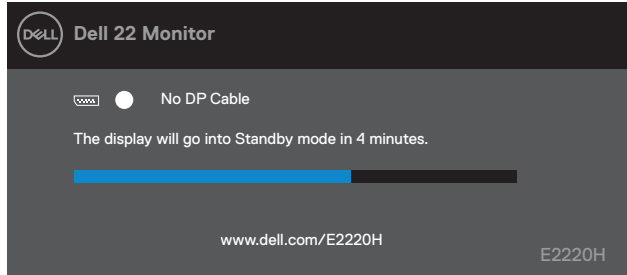 DELL Dell 22 Monitor
No DP Cable
The display will go into Standby mode in 4 minutes.
www.dell.com/E2220H
E2220H